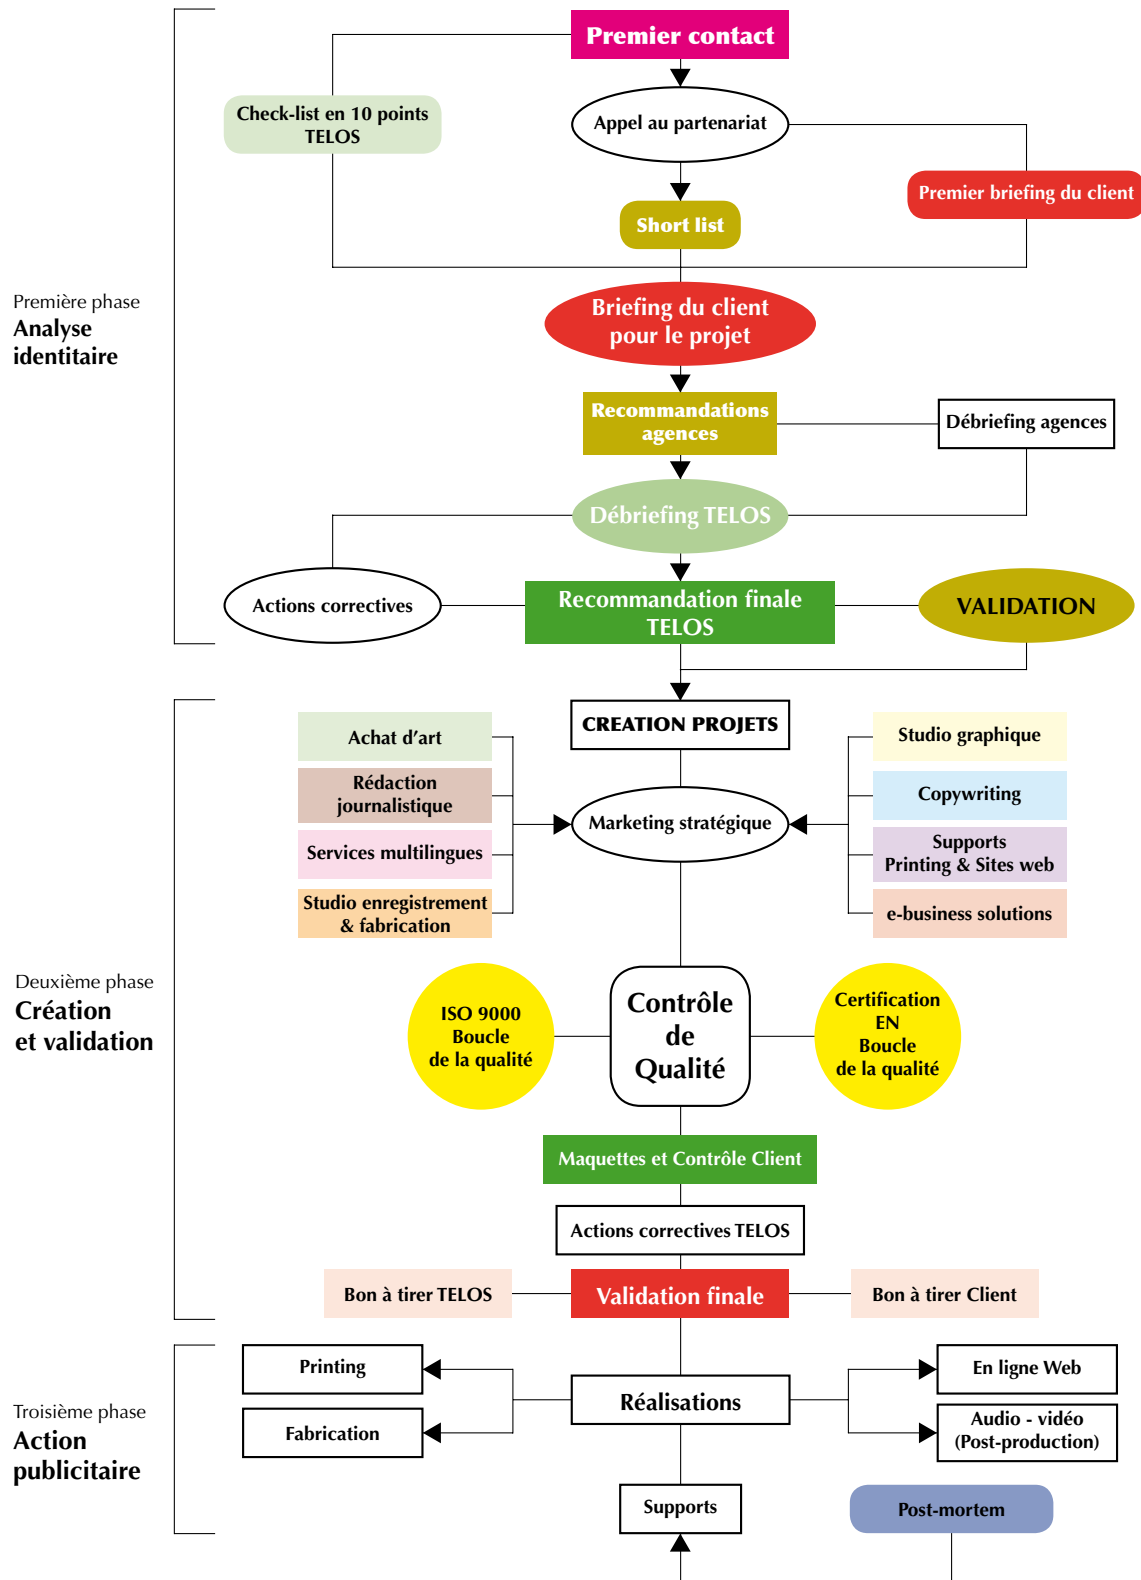 Premier contact
Check-list en 10 points
TELOS
Appel au partenariat
Premier briefing du client
Short list
Première phase
Analyse
identitaire
Briefing du client
pour le projet
Recommandations
agences
Débriefing agences
Débriefing TELOS
Actions correctives
Recommandation finale
TELOS
VALIDATION
CREATION PROJETS
Achat d'art
Rédaction
journalistique
Services multilingues
Studio enregistrement
& fabrication
Marketing stratégique
Studio graphique
Copywriting
Supports
Printing & Sites web
e-business solutions
Deuxième phase
Création
et validation
ISO 9000
Boucle
de la qualité
Contrôle
de
Qualité
Certification
EN
Boucle
de la qualité
Maquettes et Contrôle Client
Actions correctives TELOS
Bon à tirer TELOS
Validation finale
Bon à tirer Client
Troisième phase
Action
publicitaire
Printing
Fabrication
Réalisations
En ligne Web
Audio - vidéo
(Post-production)
Supports
Post-mortem